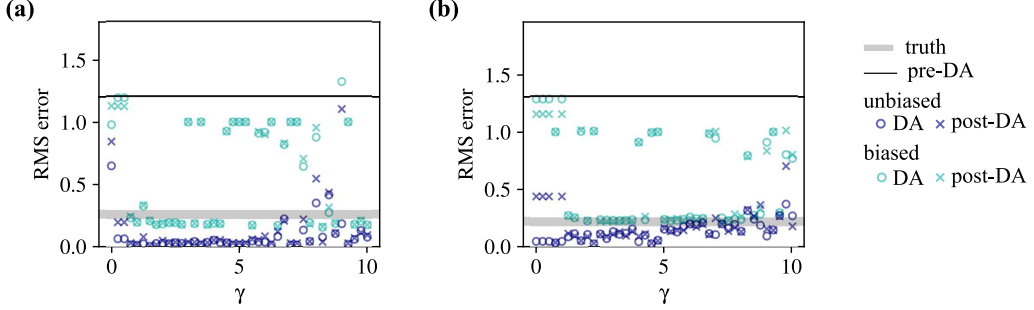 (a)
RMS error
1.5
1.0
0.5
0.0
0
5
10
γ
(b)
RMS error
1.5
1.0
0.5
0.0
0
5
10
γ
truth
pre-DA
unbiased
DA × post-DA
biased
DA × post-DA